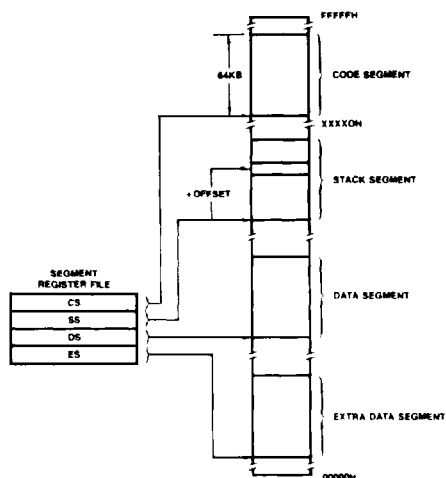 FFFFFH
64KB
CODE SEGMENT
XXXX0H
STACK SEGMENT
+ OFFSET
SEGMENT
REGISTER FILE
CS
SS
DS
ES
DATA SEGMENT
EXTRA DATA SEGMENT
00000H